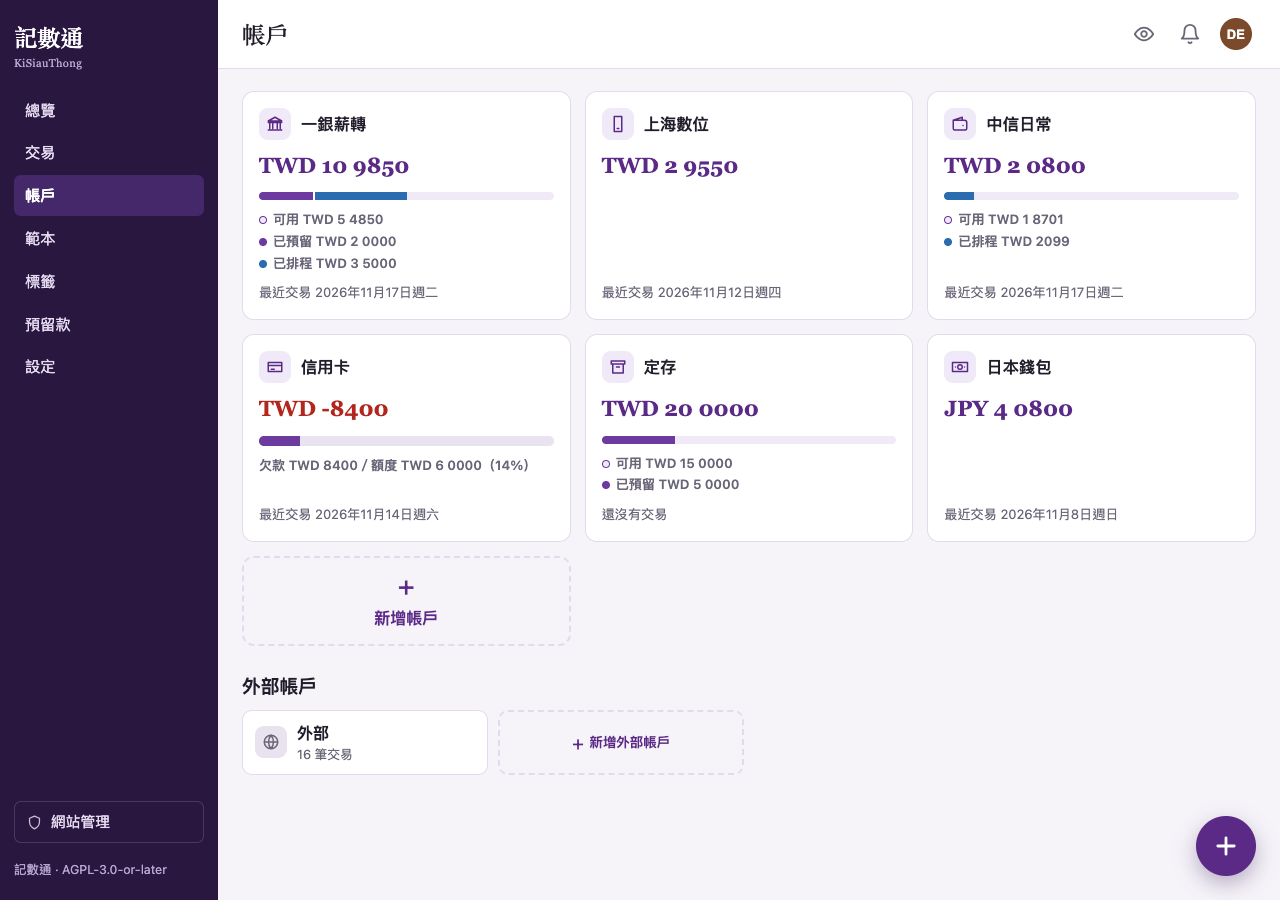 記數通
KiSiauThong
總覽
交易
帳戶
範本
標籤
預留款
設定
網站管理
記數通 · AGPL-3.0-or-later
帳戶
DE
一銀薪轉
TWD 10 9850
可用 TWD 5 4850
已預留 TWD 2 0000
已排程 TWD 3 5000
最近交易 2026年11月17日週二
上海數位
TWD 2 9550
最近交易 2026年11月12日週四
中信日常
TWD 2 0800
可用 TWD 1 8701
已排程 TWD 2099
最近交易 2026年11月17日週二
信用卡
TWD -8400
欠款 TWD 8400 / 額度 TWD 6 0000（14%）
最近交易 2026年11月14日週六
定存
TWD 20 0000
可用 TWD 15 0000
已預留 TWD 5 0000
還沒有交易
日本錢包
JPY 4 0800
最近交易 2026年11月8日週日
新增帳戶
外部帳戶
外部
16 筆交易
新增外部帳戶